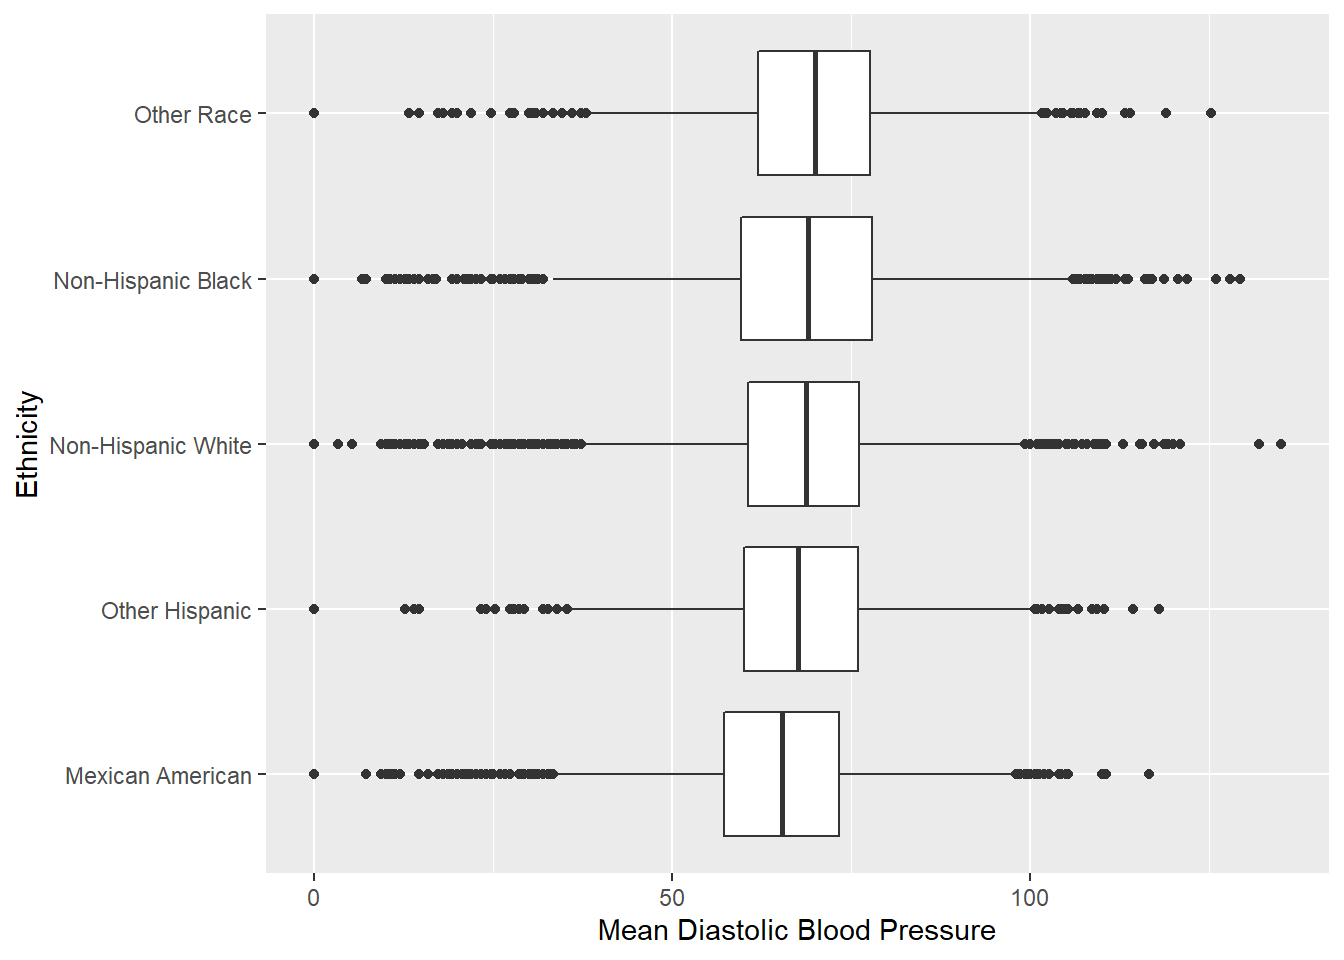 Other Race
Non-Hispanic Black
Non-Hispanic White
Other Hispanic
Mexican American
Ethnicity
0 50 100
Mean Diastolic Blood Pressure